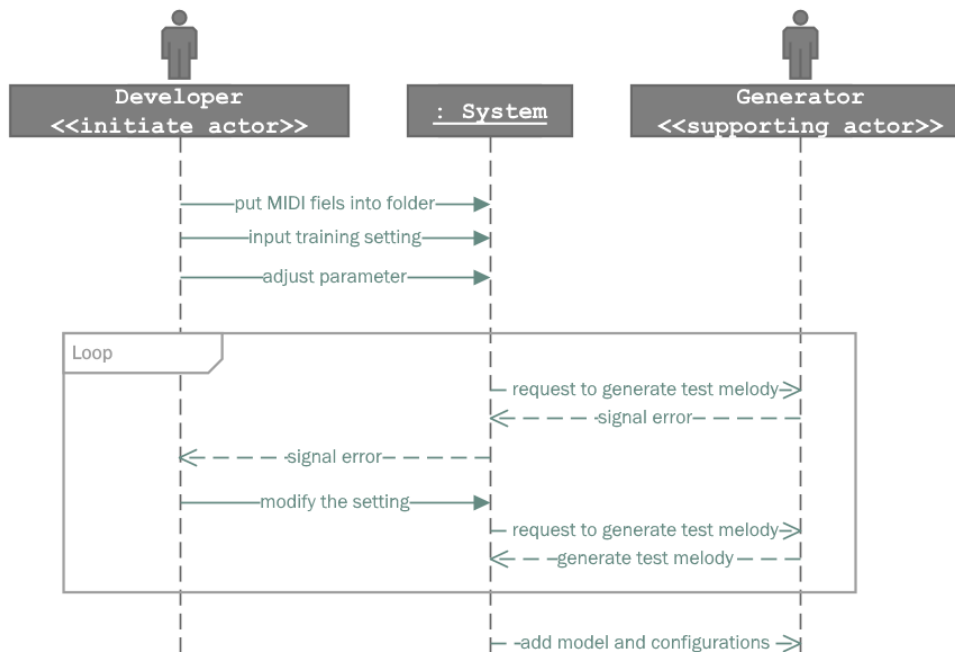 Developer
<<initiate actor>>
: System
Generator
<<supporting actor>>
put MIDI fiels into folder
input training setting
adjust parameter
Loop
request to generate test melody
signal error
signal error
modify the setting
request to generate test melody
generate test melody
add model and configurations